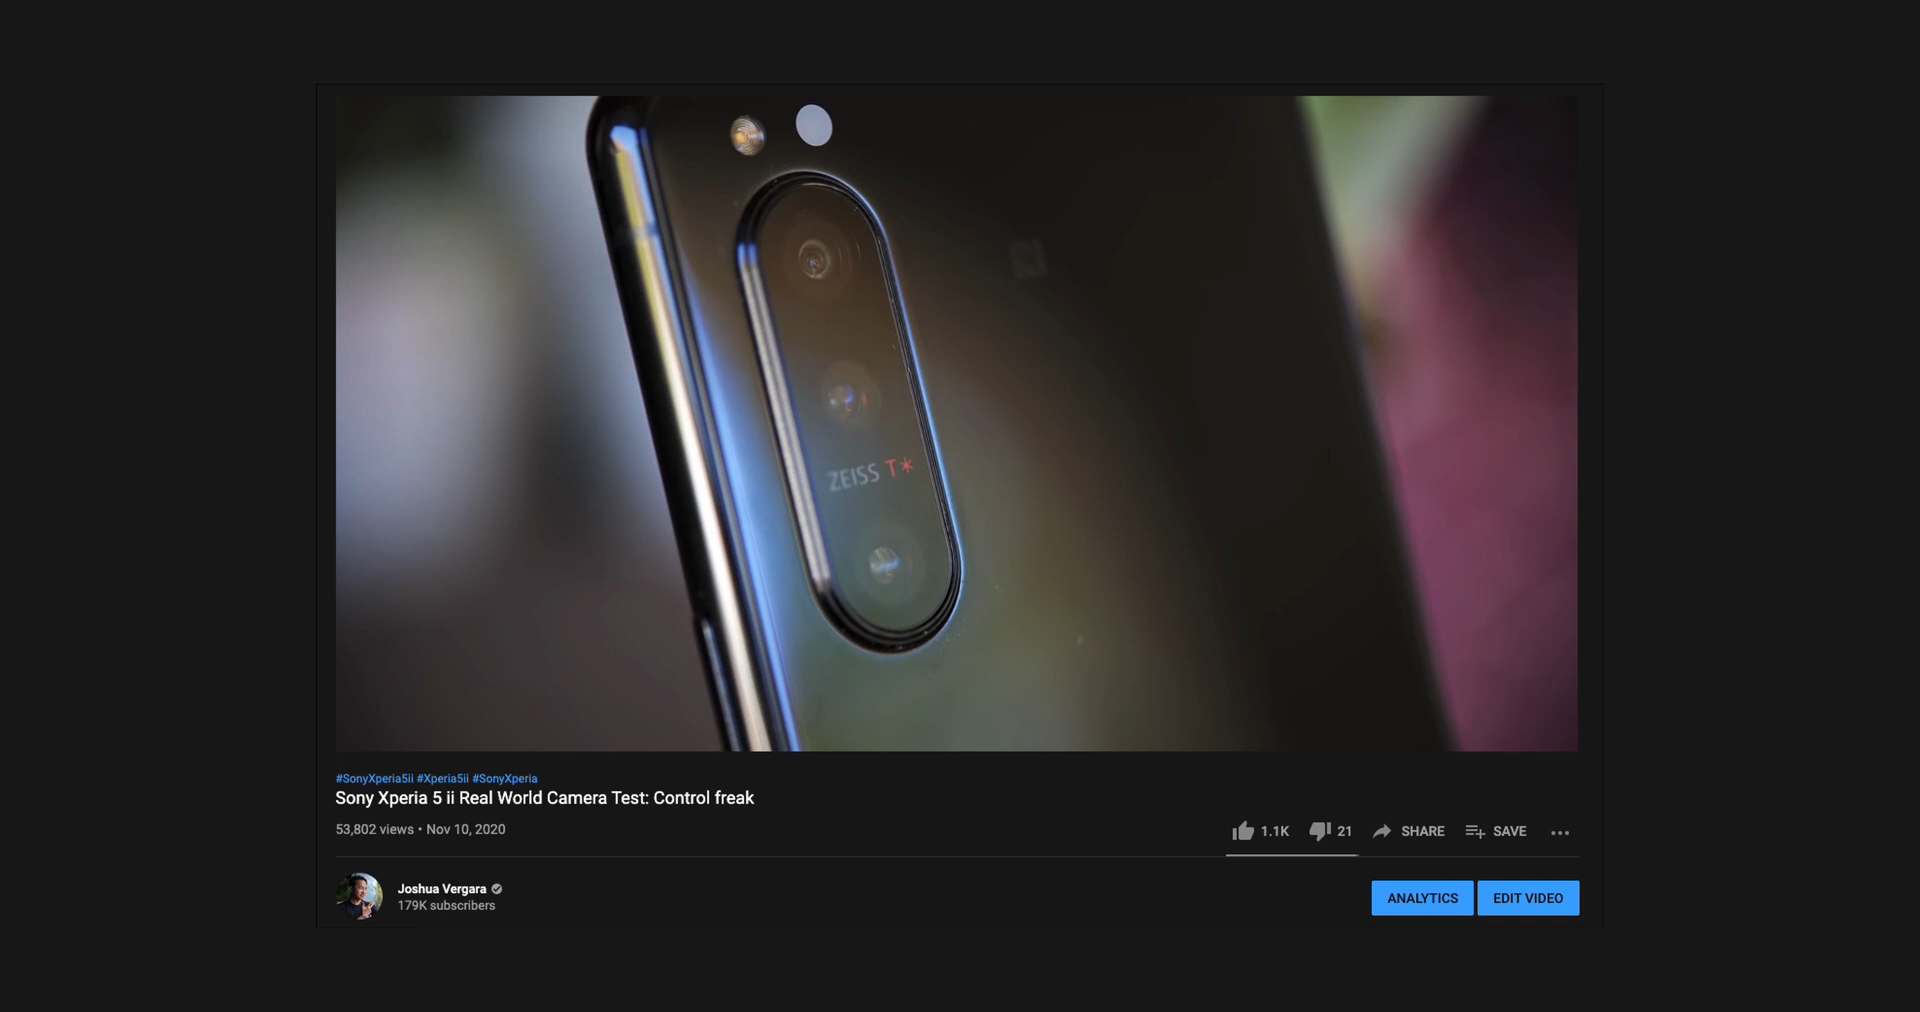 ZEISS T*
#SonyXperia5ii #Xperia5ii #SonyXperia
Sony Xperia 5 ii Real World Camera Test: Control freak
53,802 views • Nov 10, 2020
1.1K 21 SHARE SAVE
Joshua Vergara
179K subscribers
ANALYTICS EDIT VIDEO